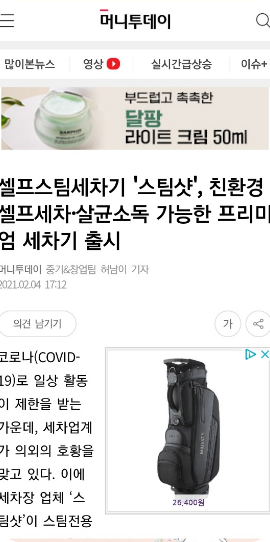 머니투데이
많이본뉴스 영상 실시간급상승 이슈+
부드럽고 촉촉한
달팡
라이트 크림 50ml
셀프스팀세차기 '스팀샷', 친환경
셀프세차·살균소독 가능한 프리미
엄 세차기 출시
머니투데이 중기&창업팀 허남이 기자
2021.02.04 17:12
의견 남기기 가
코로나(COVID-
19)로 일상 활동
이 제한을 받는
가운데, 세차업계
가 의외의 호황을
맞고 있다. 이에
세차장 업체 ‘스
팀샷’이 스팀전용
26,400원